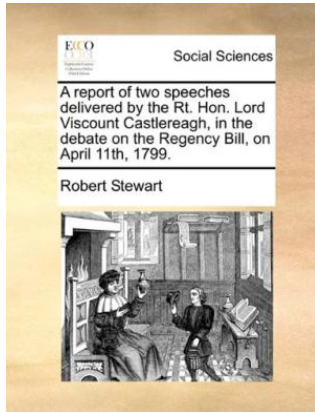 ECCO
Social Sciences
A report of two speeches
delivered by the Rt. Hon. Lord
Viscount Castlereagh, in the
debate on the Regency Bill, on
April 11th, 1799.
Robert Stewart